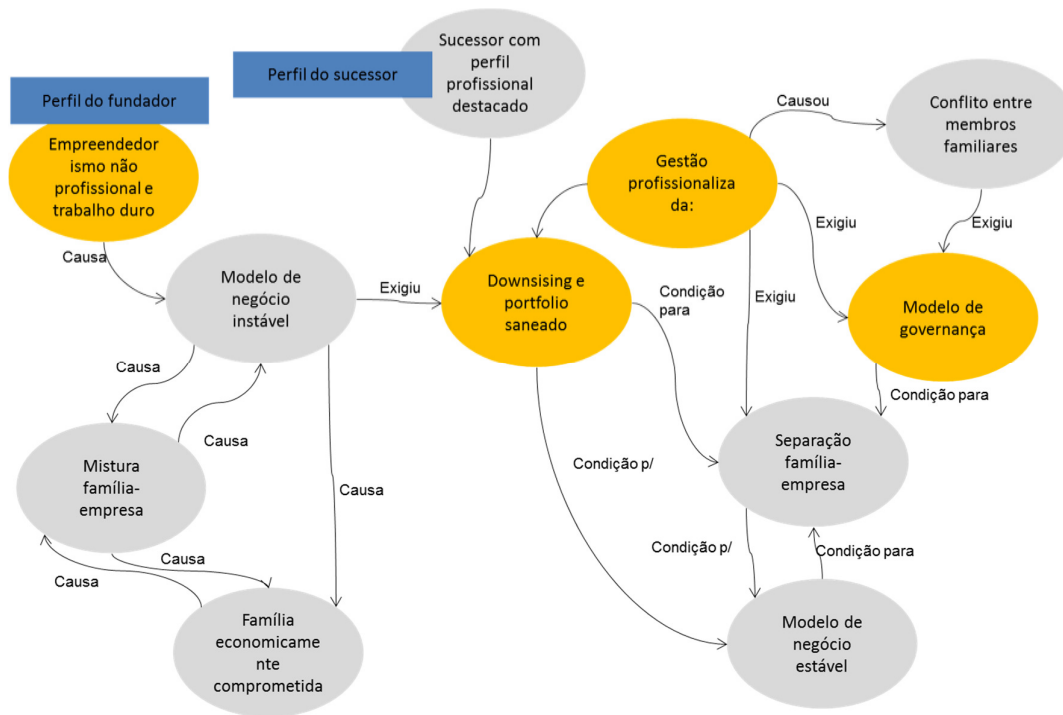 Sucessor com
perfil
profissional
destacado
Perfil do sucessor
Perfil do fundador
Empreendedor
ismo não
profissional e
trabalho duro
Causou
Conflito entre
membros
familiares
Gestão
profissionaliza
da:
Causa
Modelo de
negócio
instável
Exigiu
Downsising e
portfolio
saneado
Condição
para
Exigiu
Exigiu
Exigiu
Modelo de
governança
Causa
Causa
Condição para
Mistura
família-
empresa
Causa
Condição p/
Separação
família-
empresa
Causa
Causa
Condição p/
Condição para
Família
economicame
nte
comprometida
Modelo de
negócio
estável